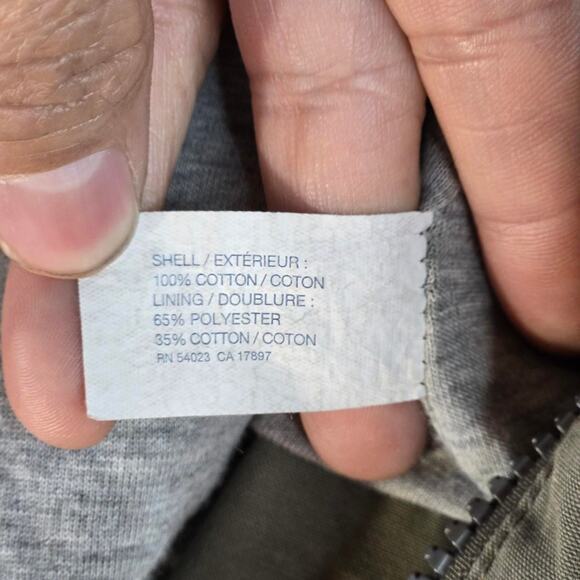 SHELL / EXTÉRIEUR :
100% COTTON / COTON
LINING / DOUBLURE :
65% POLYESTER
35% COTTON / COTON
RN 54023 CA 17897